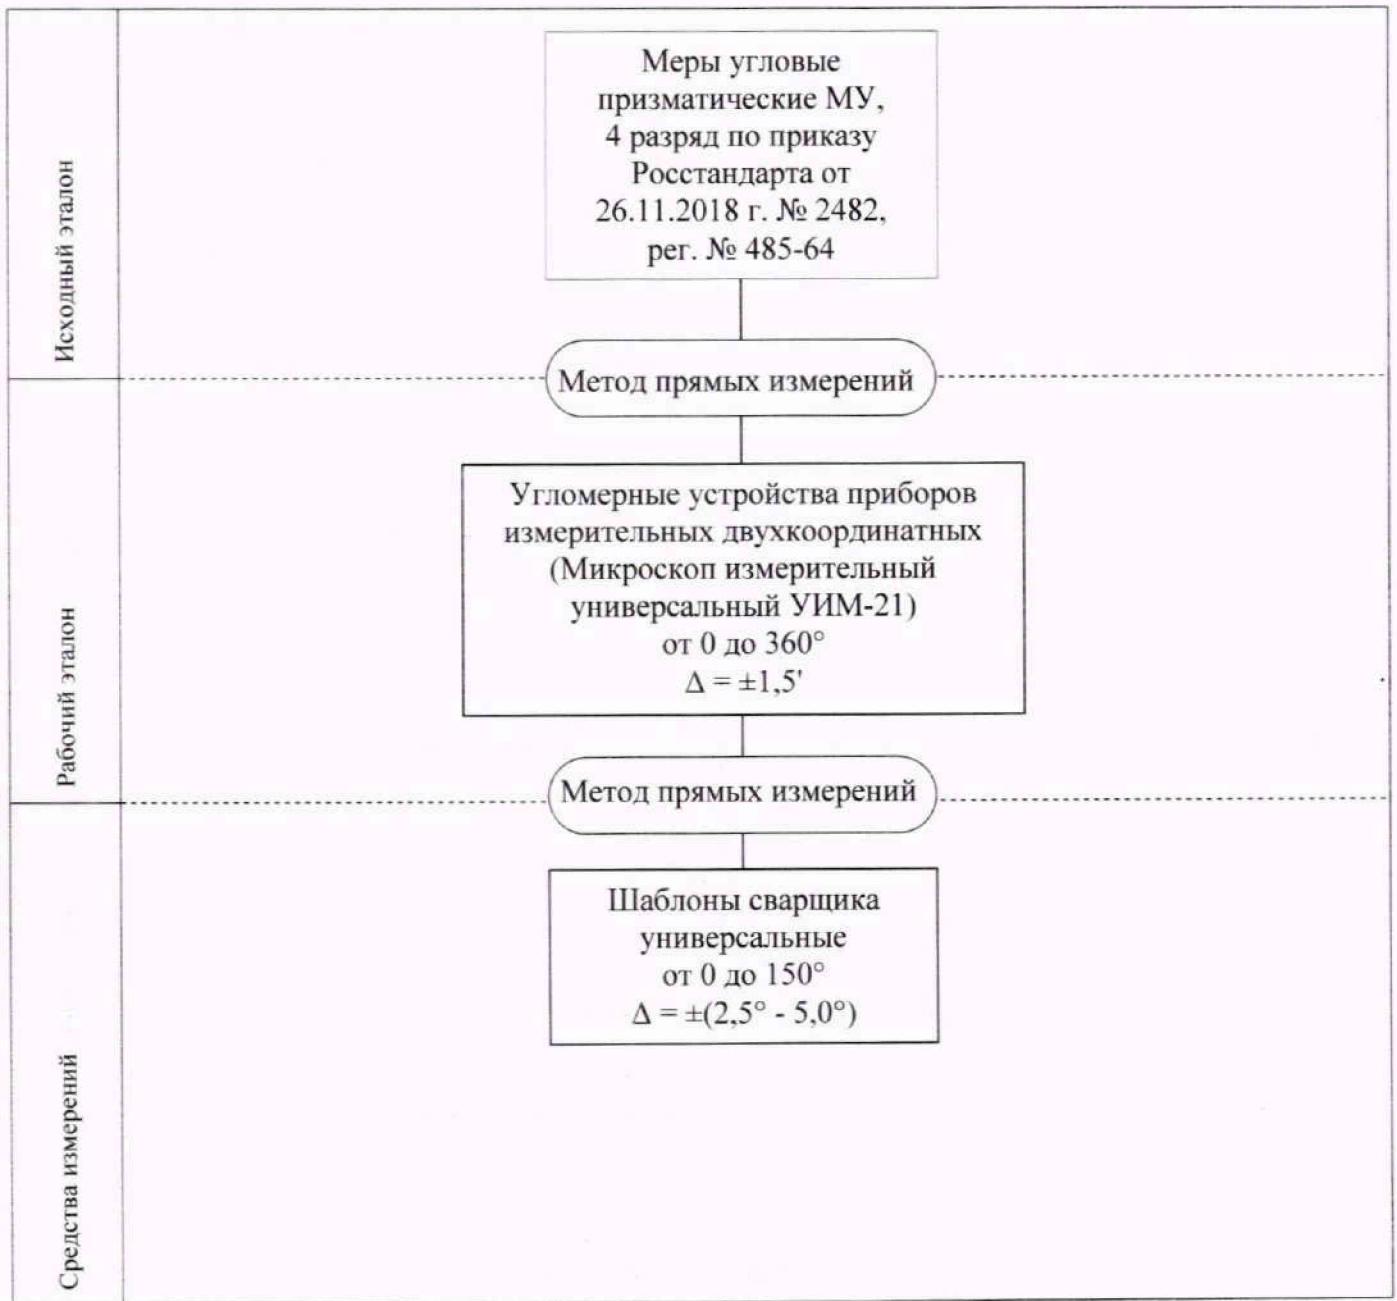 Исходный эталон
Меры угловые
призматические МУ,
4 разряд по приказу
Росстандарта от
26.11.2018 г. № 2482,
рег. № 485-64
Метод прямых измерений
Рабочий эталон
Угломерные устройства приборов
измерительных двухкоординатных
(Микроскоп измерительный
универсальный УИМ-21)
от 0 до 360°
Δ = ±1,5'
Метод прямых измерений
Средства измерений
Шаблоны сварщика
универсальные
от 0 до 150°
Δ = ±(2,5° - 5,0°)